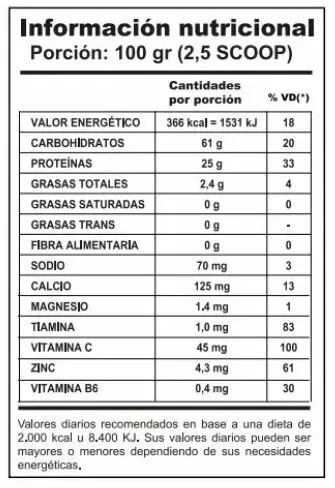 Información nutricional
Porción: 100 gr (2,5 SCOOP)
Cantidades por porción % VD(*)
VALOR ENERGÉTICO 366 kcal = 1531 kJ 18
CARBOHIDRATOS 61 g 20
PROTEÍNAS 25 g 33
GRASAS TOTALES 2,4 g 4
GRASAS SATURADAS 0 g 0
GRASAS TRANS 0 g -
FIBRA ALIMENTARIA 0 g 0
SODIO 70 mg 3
CALCIO 125 mg 13
MAGNESIO 1.4 mg 1
TIAMINA 1,0 mg 83
VITAMINA C 45 mg 100
ZINC 4,3 mg 61
VITAMINA B6 0,4 mg 30
Valores diarios recomendados en base a una dieta de
2.000 kcal u 8.400 KJ. Sus valores diarios pueden ser
mayores o menores dependiendo de sus necesidades
energéticas.